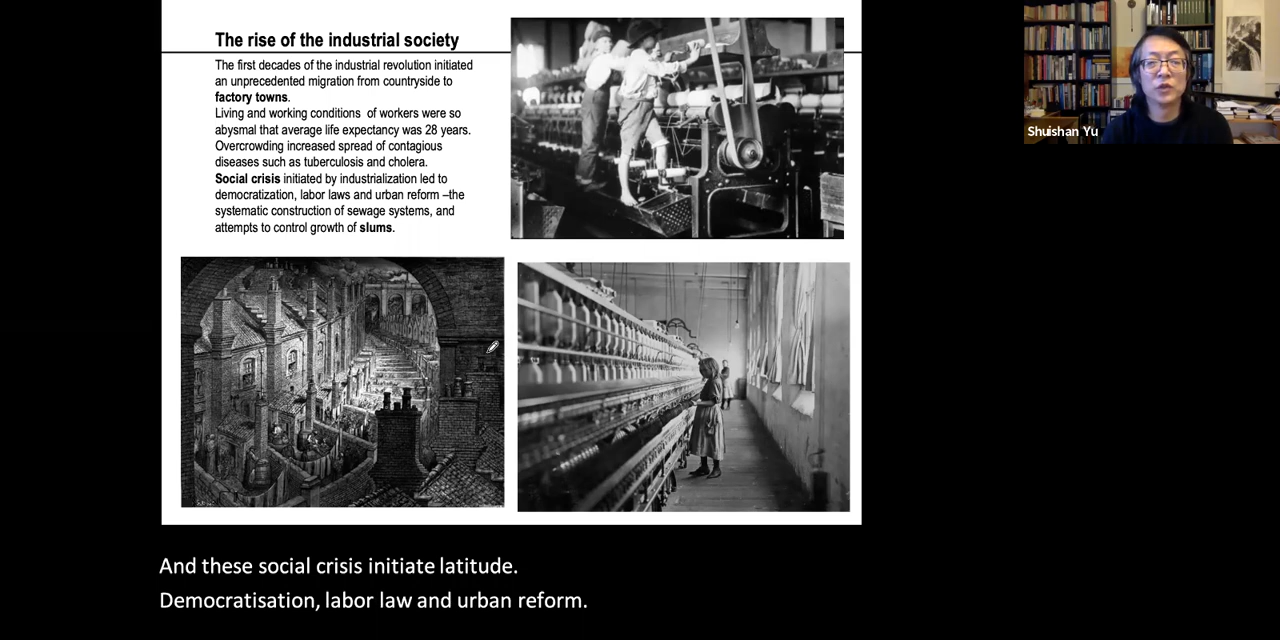 The rise of the industrial society
The first decades of the industrial revolution initiated
an unprecedented migration from countryside to
factory towns.
Living and working conditions of workers were so
abysmal that average life expectancy was 28 years.
Overcrowding increased spread of contagious
diseases such as tuberculosis and cholera.
Social crisis initiated by industrialization led to
democratization, labor laws and urban reform –the
systematic construction of sewage systems, and
attempts to control growth of slums.
Shuishan Yu
And these social crisis initiate latitude.
Democratisation, labor law and urban reform.